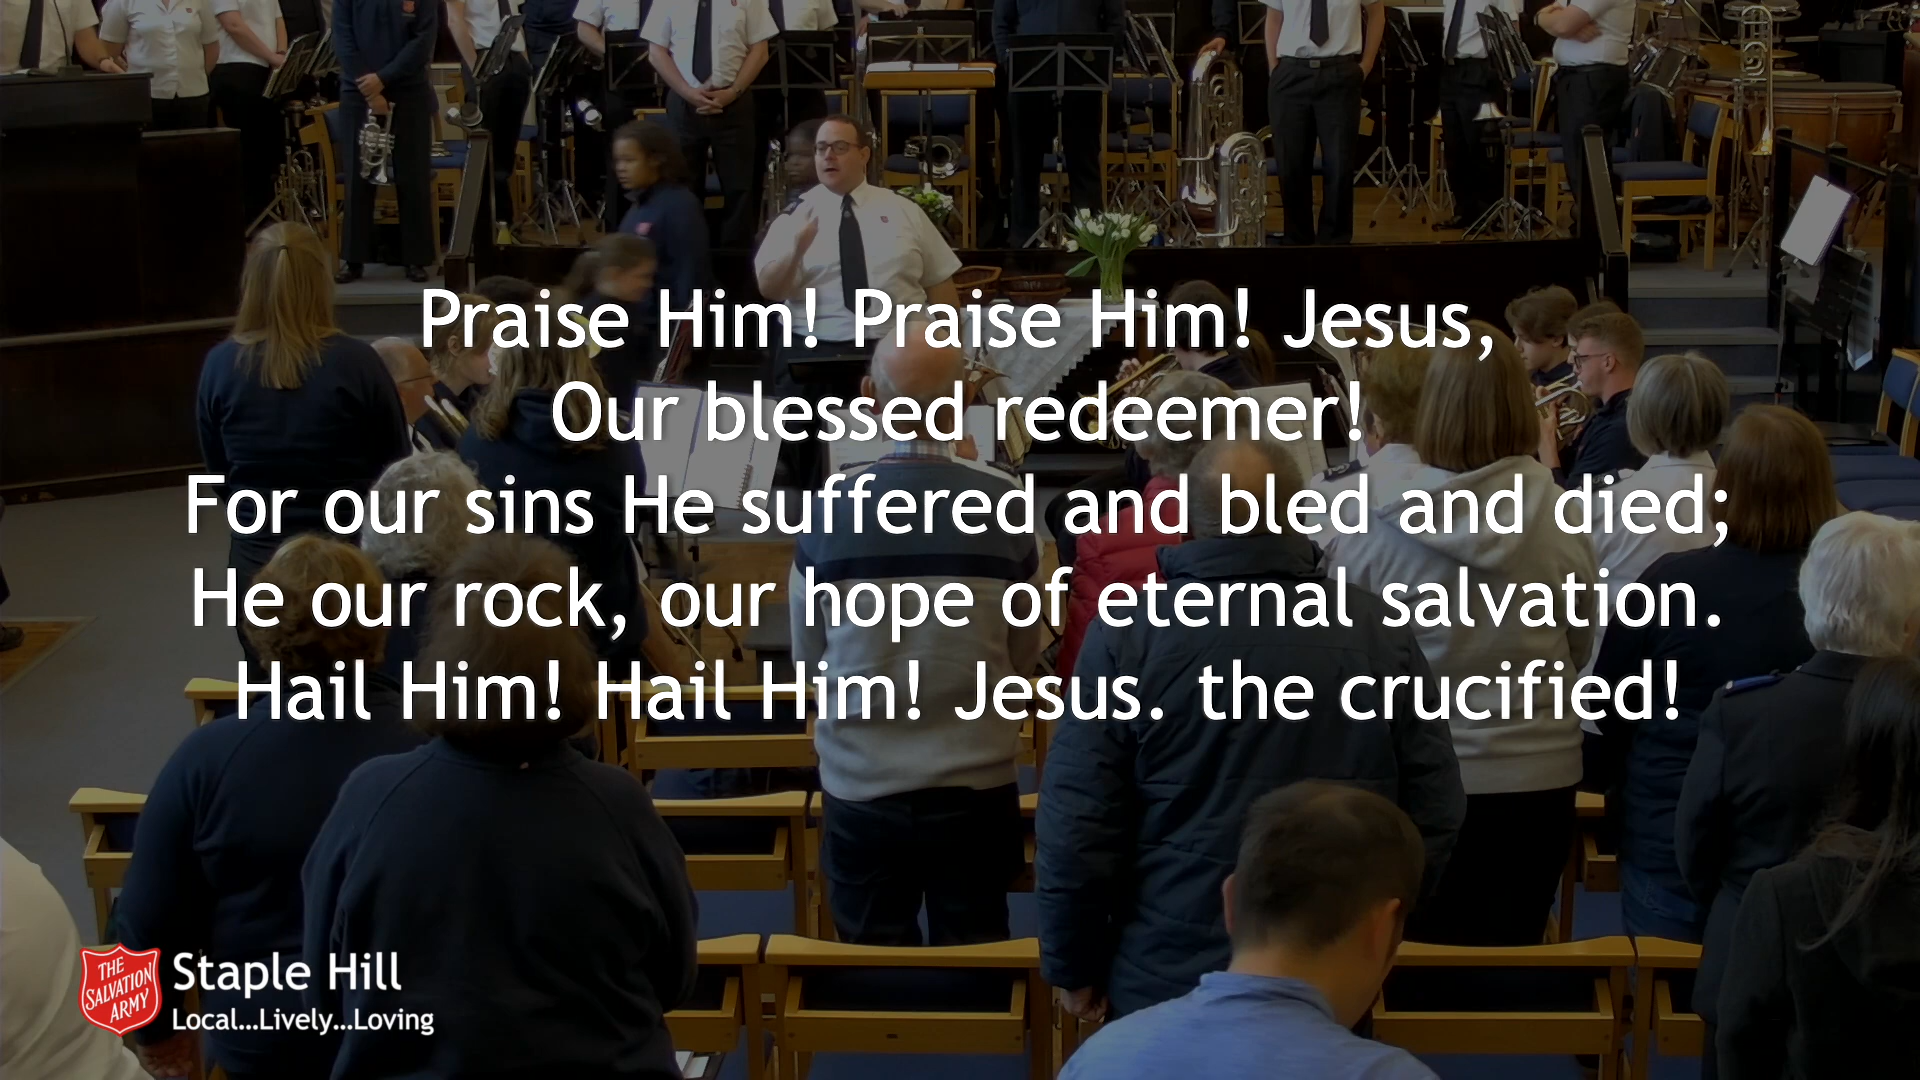 Praise Him! Praise Him! Jesus,
Our blessed redeemer!
For our sins He suffered and bled and died;
He our rock, our hope of eternal salvation.
Hail Him! Hail Him! Jesus. the crucified!
THE
SALVATION
ARMY
Staple Hill
Local...Lively...Loving